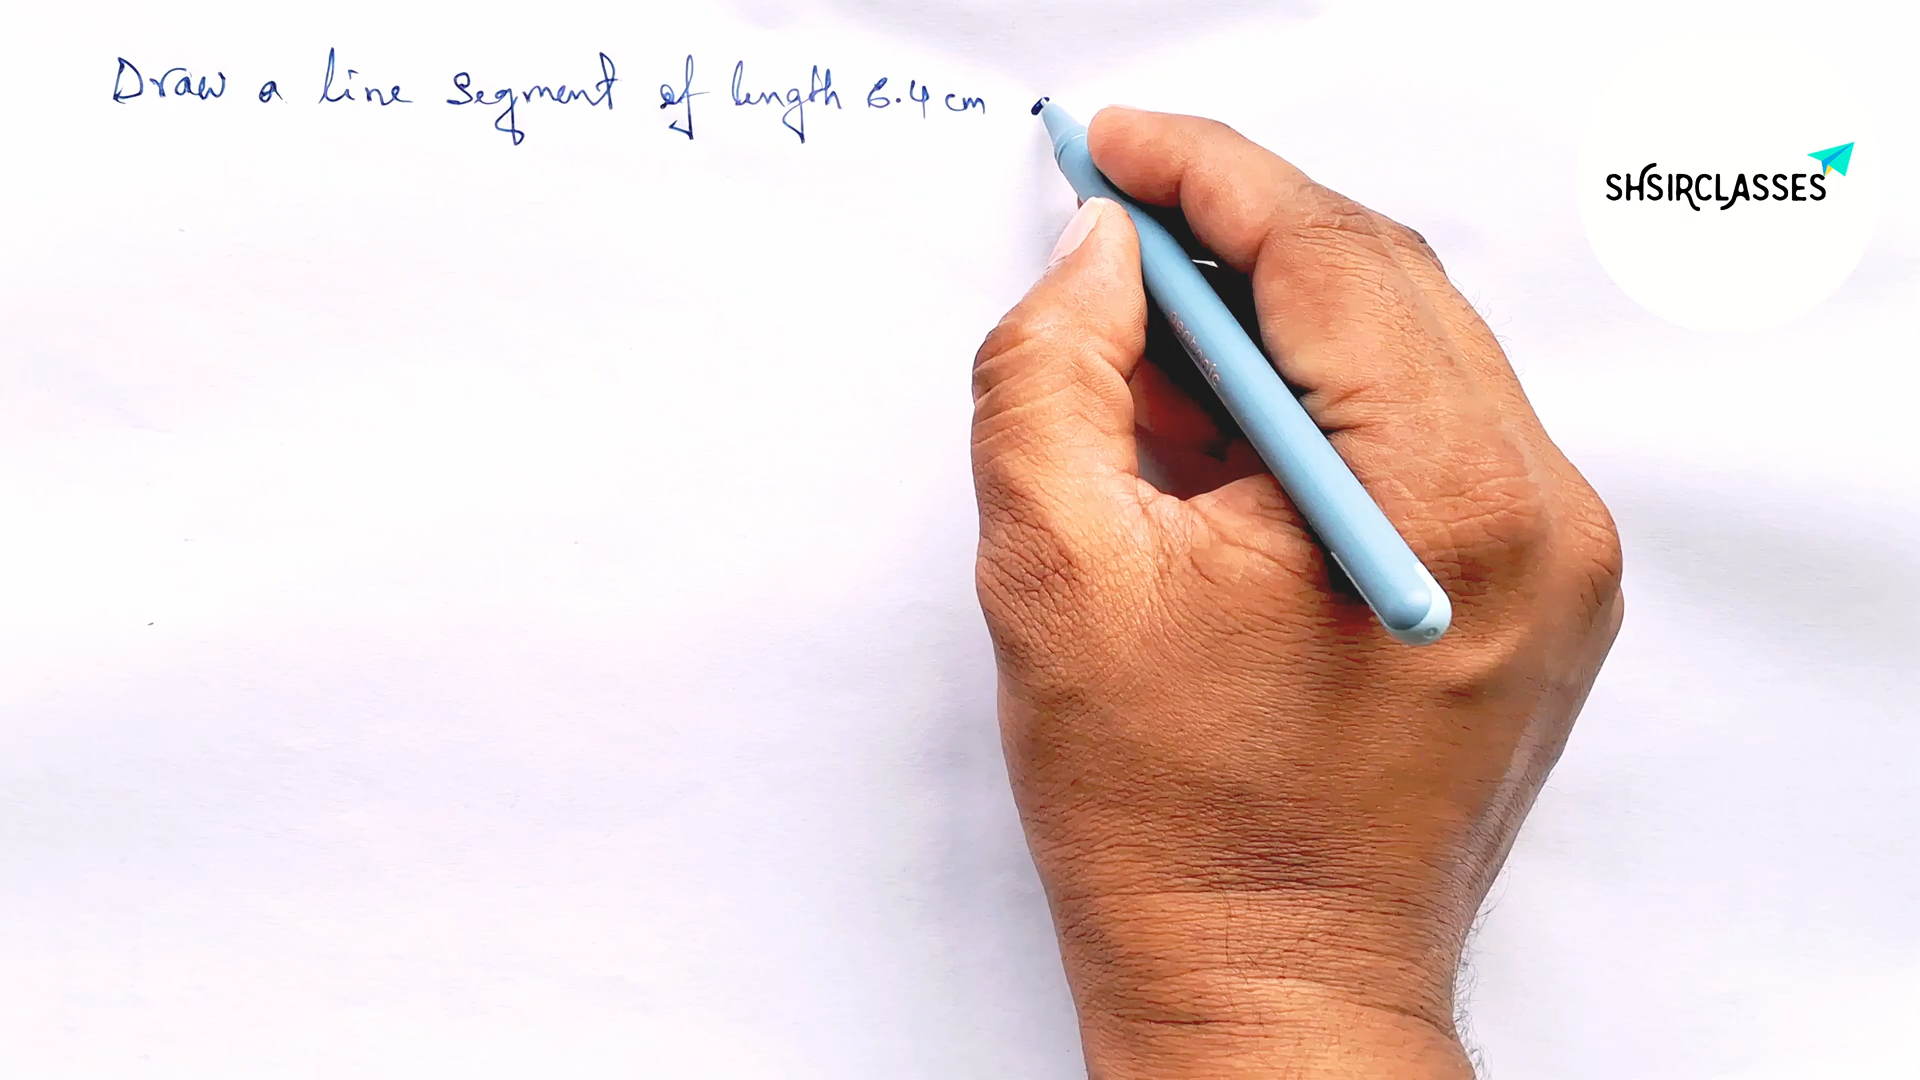 Draw a line segment of length 6.4 cm
SHSIRCLASSES